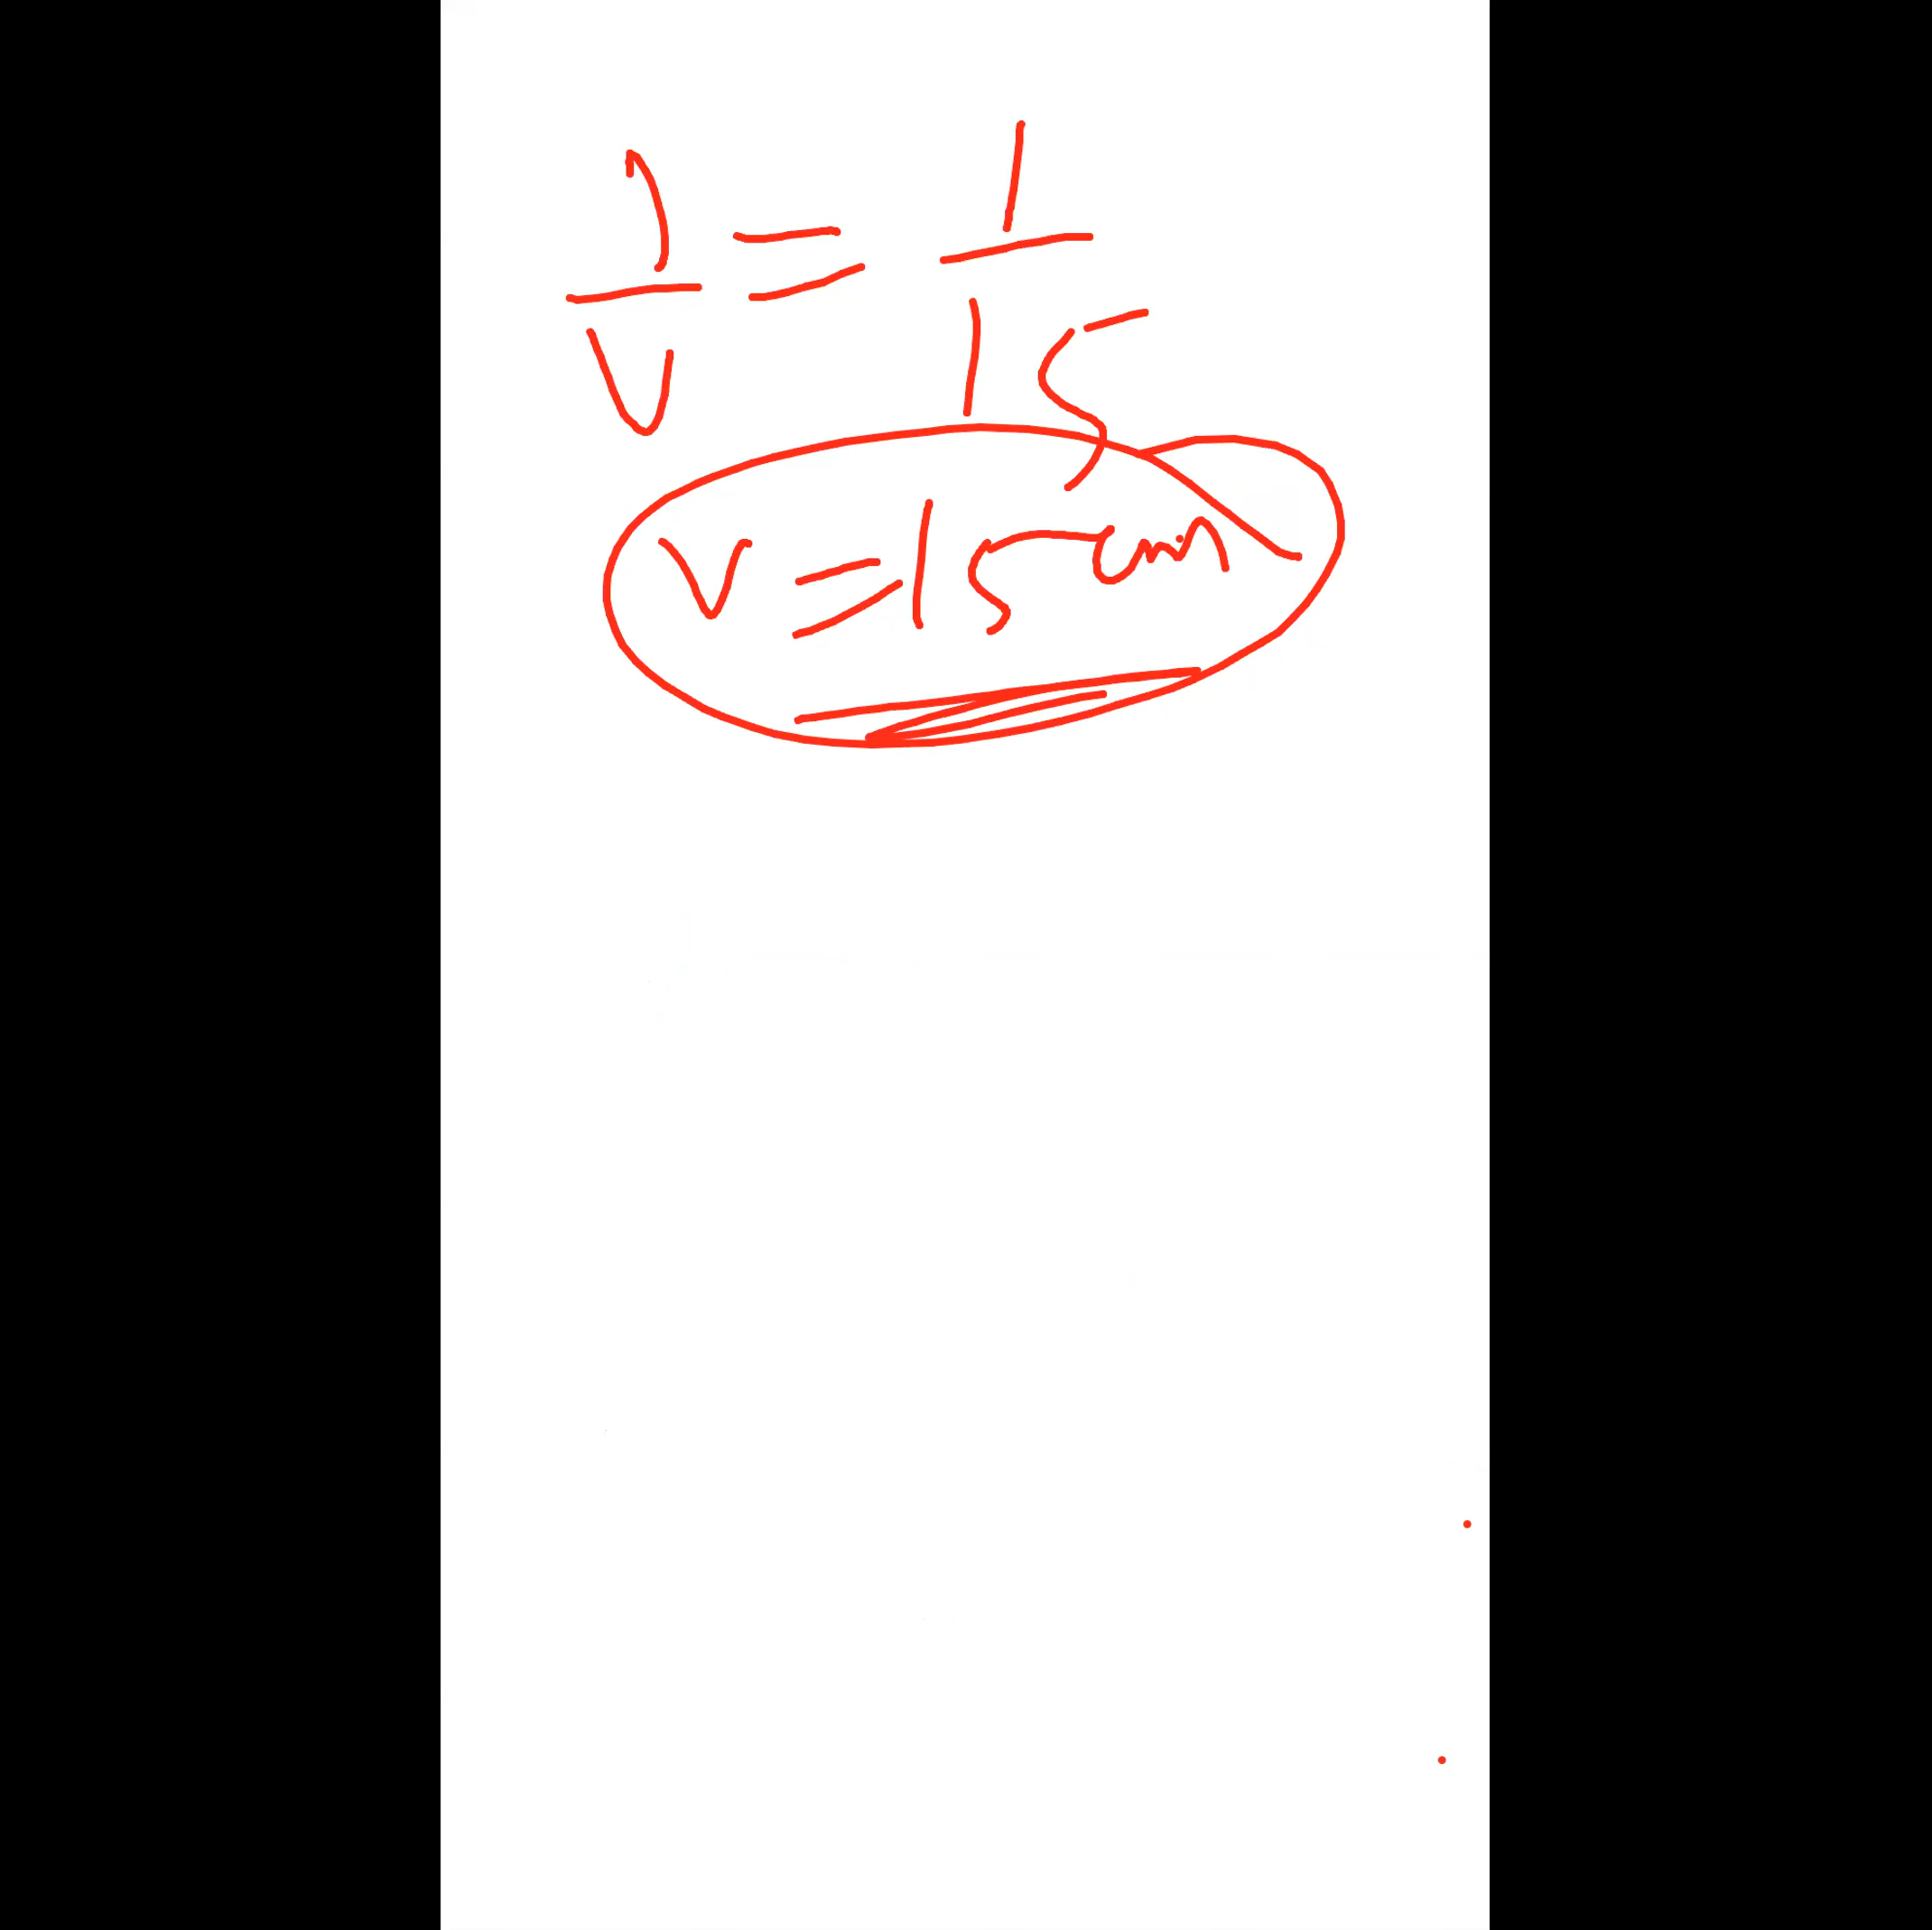 1/v = 1/15
v = 15 cm